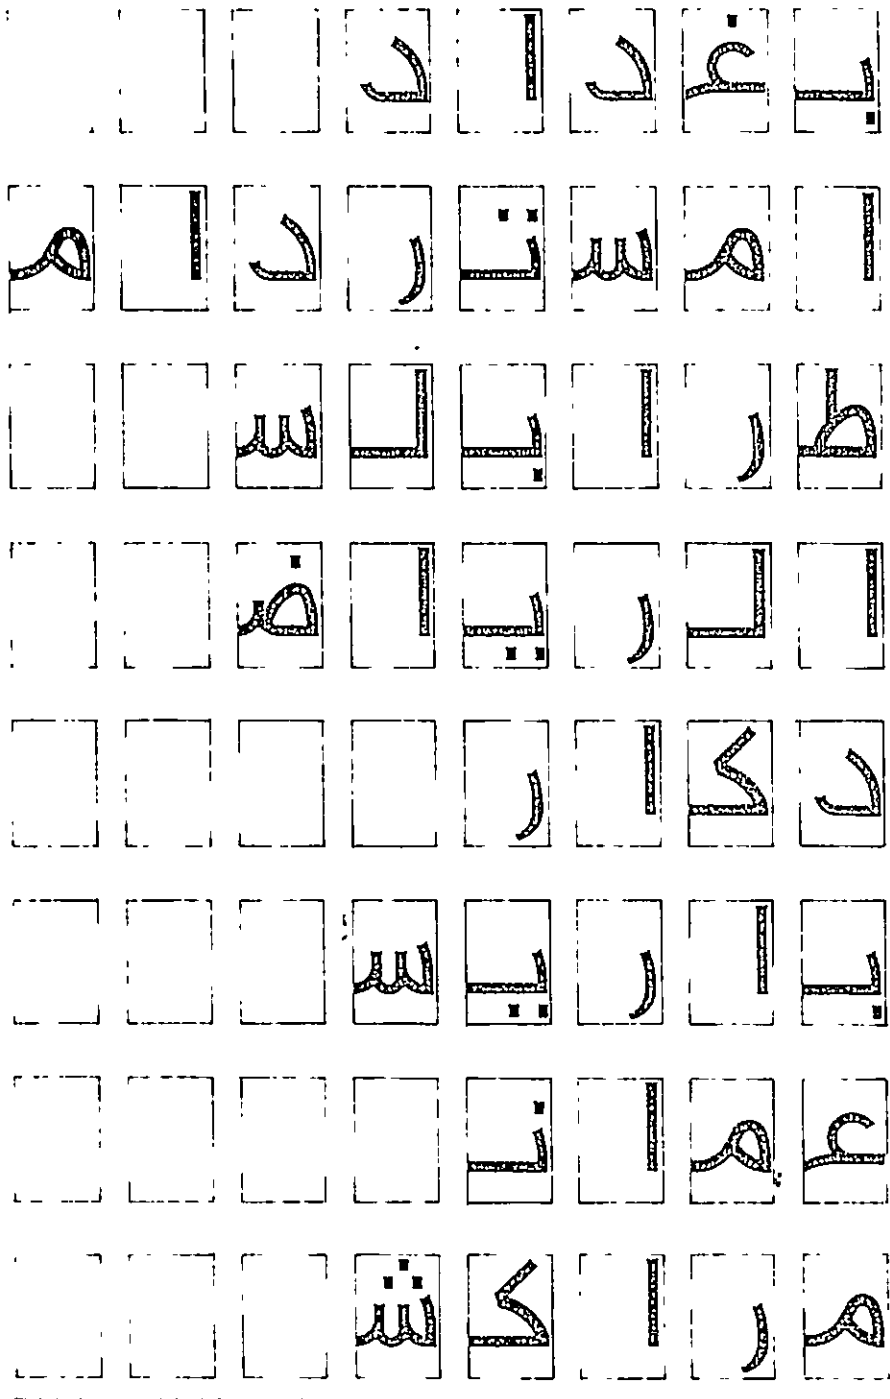 بغداد
امستردام
طرابلس
الرياض
دكار
باريس
عمان
مراكش